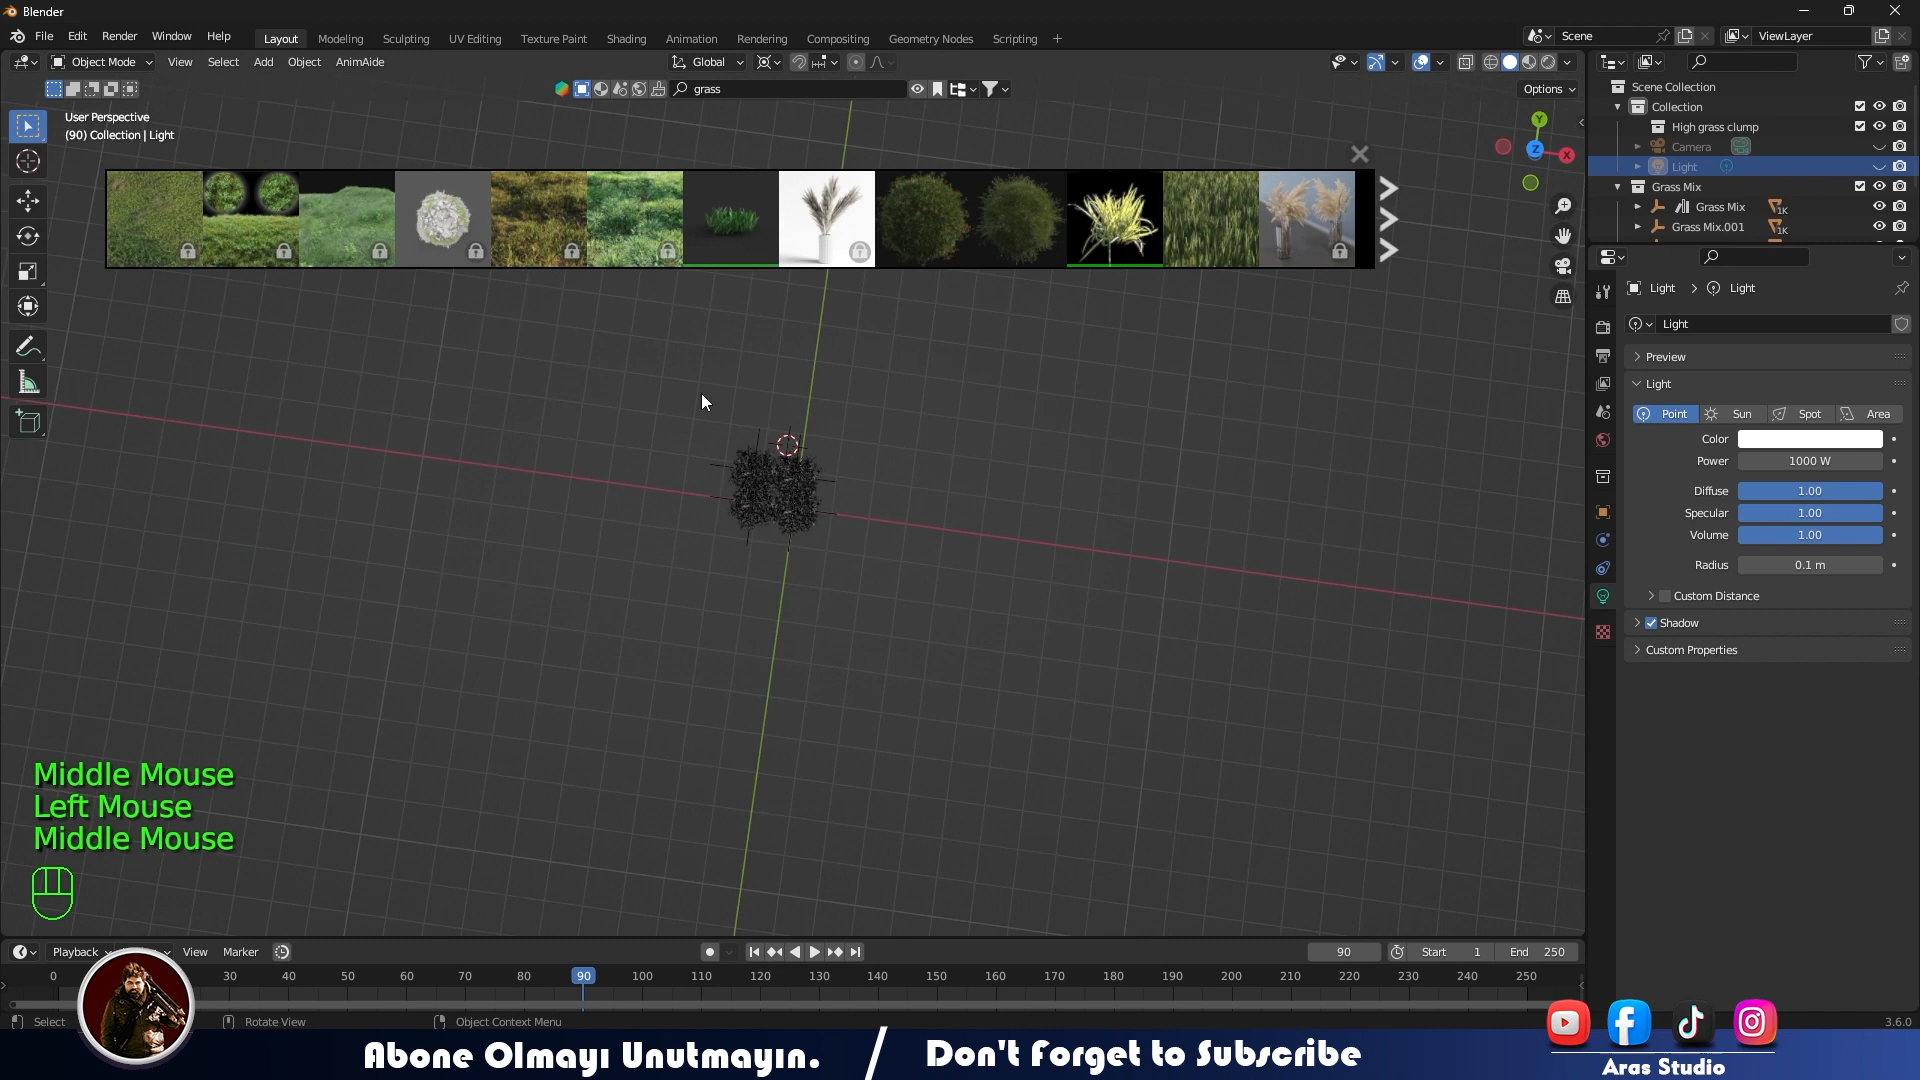 Blender
File Edit Render Window Help
Layout Modeling Sculpting UV Editing Texture Paint Shading Animation Rendering Compositing Geometry Nodes Scripting +
Scene
ViewLayer
Object Mode View Select Add Object AnimAide
Global
grass
Options
User Perspective
(90) Collection | Light
Y
X
Z
Scene Collection
Collection
High grass clump
Camera
Light
Grass Mix
Grass Mix 1K
Grass Mix.001 1K
Light > Light
Light
Preview
Light
Point Sun Spot Area
Color
Power 1000 W
Diffuse 1.00
Specular 1.00
Volume 1.00
Radius 0.1 m
Custom Distance
Shadow
Custom Properties
Middle Mouse
Left Mouse
Middle Mouse
Playback View Marker
90 Start 1 End 250
0 30 40 50 60 70 80 90 100 110 120 130 140 150 160 170 180 190 200 210 220 230 240 250
Select Rotate View Object Context Menu
3.6.0
Abone Olmayı Unutmayın. / Don't Forget to Subscribe
Aras Studio